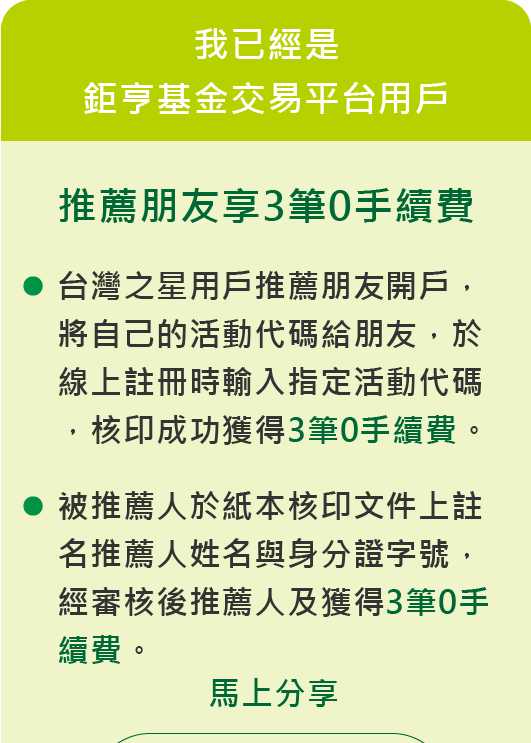 我已經是
鉅亨基金交易平台用戶
推薦朋友享3筆0手續費
台灣之星用戶推薦朋友開戶，
將自己的活動代碼給朋友，於
線上註冊時輸入指定活動代碼
，核印成功獲得3筆0手續費。
被推薦人於紙本核印文件上註
名推薦人姓名與身分證字號，
經審核後推薦人及獲得3筆0手
續費。
馬上分享